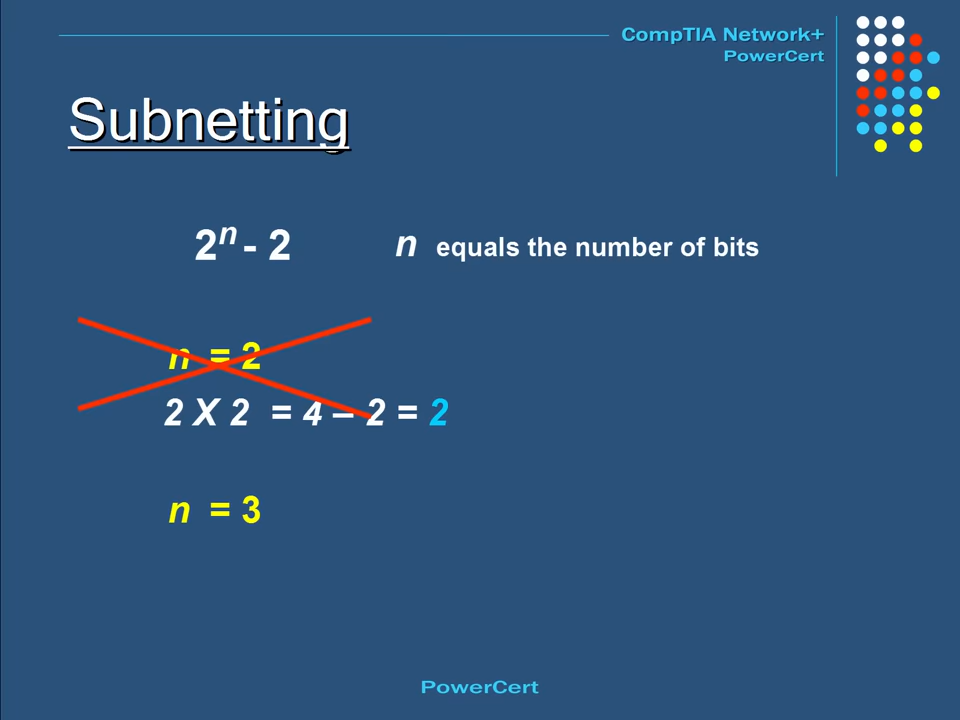 CompTIA Network+
PowerCert
Subnetting
2ⁿ - 2 n equals the number of bits
n = 2
2 X 2 = 4 – 2 = 2
n = 3
PowerCert